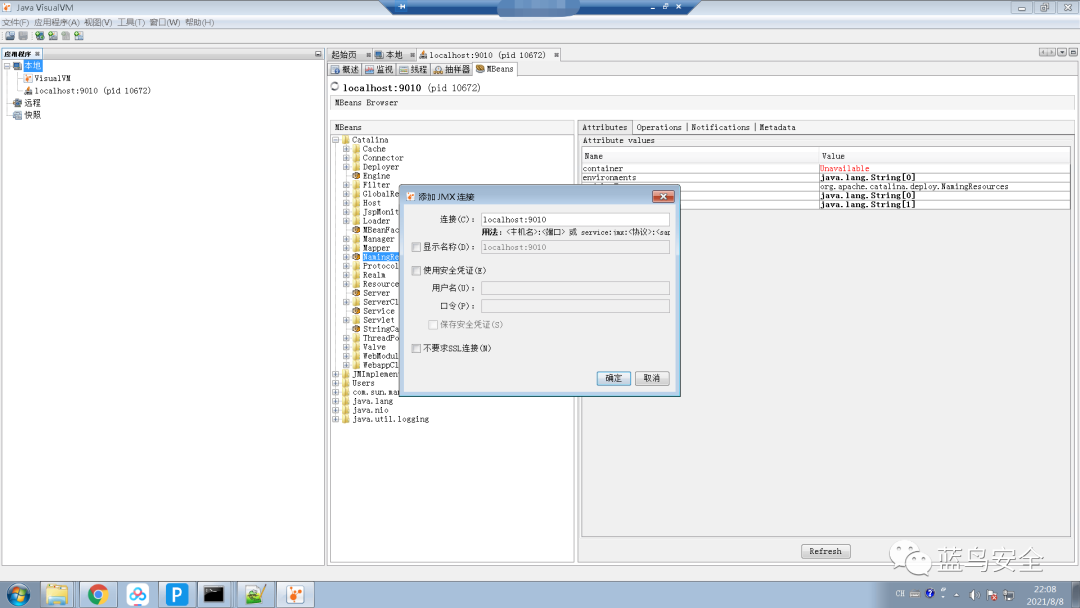 Java VisualVM
文件(F) 应用程序(A) 视图(V) 工具(T) 窗口(W) 帮助(H)
应用程序
本地
VisualVM
localhost:9010 (pid 10672)
远程
快照
起始页 本地 localhost:9010 (pid 10672)
概述 监视 线程 抽样器 MBeans
localhost:9010 (pid 10672)
MBeans Browser
MBeans
Catalina
Cache
Connector
Deployer
Engine
Filter
GlobalRe
Host
JspMonit
Loader
MBeanFac
Manager
Mapper
NamingRe
Protocol
Realm
Resource
Server
ServerCl
Service
Servlet
StringCa
ThreadPo
Valve
WebModul
WebappCl
JMImplemen
Users
com.sun.man
java.lang
java.nio
java.util.logging
Attributes Operations Notifications Metadata
Attribute values
Name Value
container Unavailable
environments java.lang.String[0]
org.apache.catalina.deploy.NamingResources
java.lang.String[0]
java.lang.String[1]
Refresh
添加 JMX 连接
连接(C): localhost:9010
用法: <主机名>:<端口> 或 service:jmx:<协议>:<sap
显示名称(D): localhost:9010
使用安全凭证(E)
用户名(U):
口令(P):
保存安全凭证(S)
不要求SSL连接(N)
确定 取消
蓝鸟安全
CH
22:08
2021/8/8